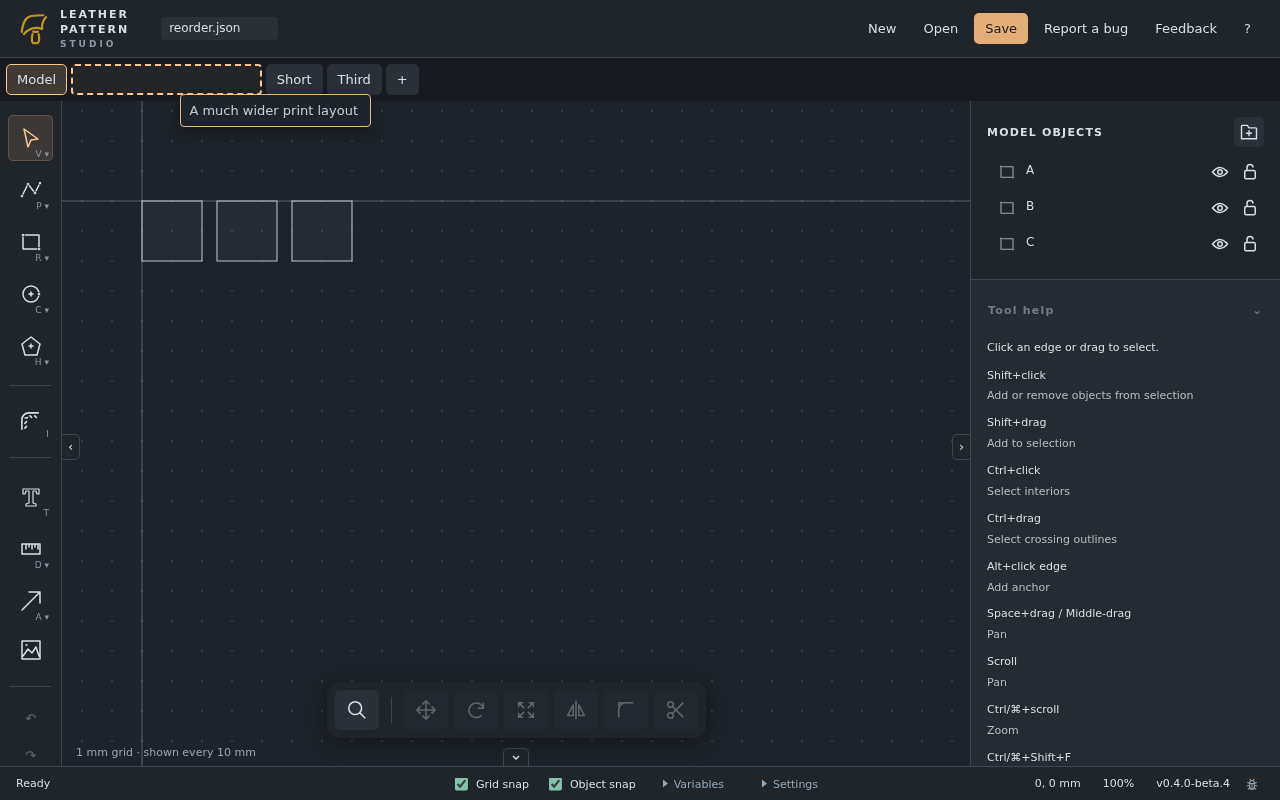 LEATHER
PATTERN
STUDIO
reorder.json
New
Open
Save
Report a bug
Feedback
?
Model
Short
Third
+
A much wider print layout
V ▾
P ▾
R ▾
C ▾
H ▾
I
T
D ▾
A ▾
MODEL OBJECTS
A
B
C
Tool help
Click an edge or drag to select.
Shift+click
Add or remove objects from selection
Shift+drag
Add to selection
Ctrl+click
Select interiors
Ctrl+drag
Select crossing outlines
Alt+click edge
Add anchor
Space+drag / Middle-drag
Pan
Scroll
Pan
Ctrl/⌘+scroll
Zoom
Ctrl/⌘+Shift+F
1 mm grid · shown every 10 mm
Ready
Grid snap
Object snap
Variables
Settings
0, 0 mm
100%
v0.4.0-beta.4